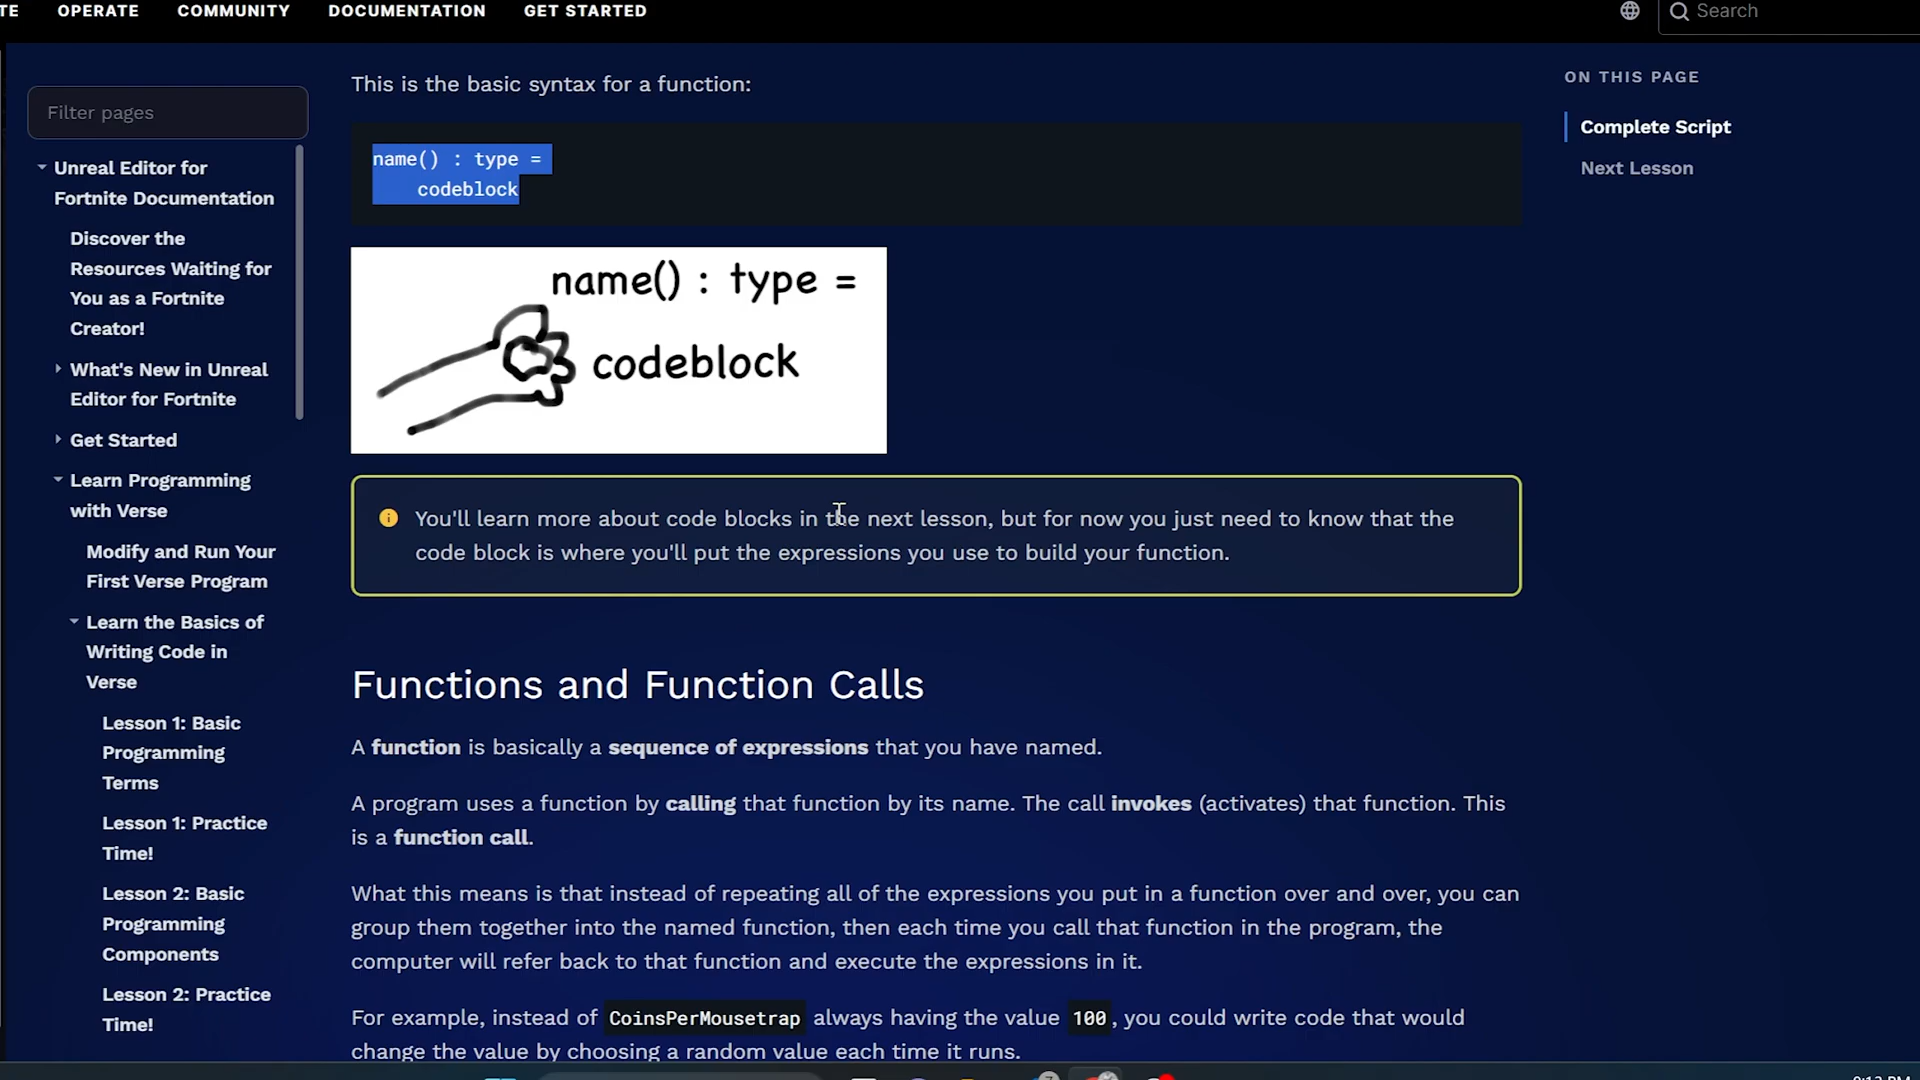 TE OPERATE COMMUNITY DOCUMENTATION GET STARTED Search
Filter pages
Unreal Editor for
Fortnite Documentation
Discover the
Resources Waiting for
You as a Fortnite
Creator!
What's New in Unreal
Editor for Fortnite
Get Started
Learn Programming
with Verse
Modify and Run Your
First Verse Program
Learn the Basics of
Writing Code in
Verse
Lesson 1: Basic
Programming
Terms
Lesson 1: Practice
Time!
Lesson 2: Basic
Programming
Components
Lesson 2: Practice
Time!
This is the basic syntax for a function:
name() : type =
codeblock
name() : type =
codeblock
You'll learn more about code blocks in the next lesson, but for now you just need to know that the
code block is where you'll put the expressions you use to build your function.
Functions and Function Calls
A function is basically a sequence of expressions that you have named.
A program uses a function by calling that function by its name. The call invokes (activates) that function. This
is a function call.
What this means is that instead of repeating all of the expressions you put in a function over and over, you can
group them together into the named function, then each time you call that function in the program, the
computer will refer back to that function and execute the expressions in it.
For example, instead of CoinsPerMousetrap always having the value 100, you could write code that would
change the value by choosing a random value each time it runs.
ON THIS PAGE
Complete Script
Next Lesson